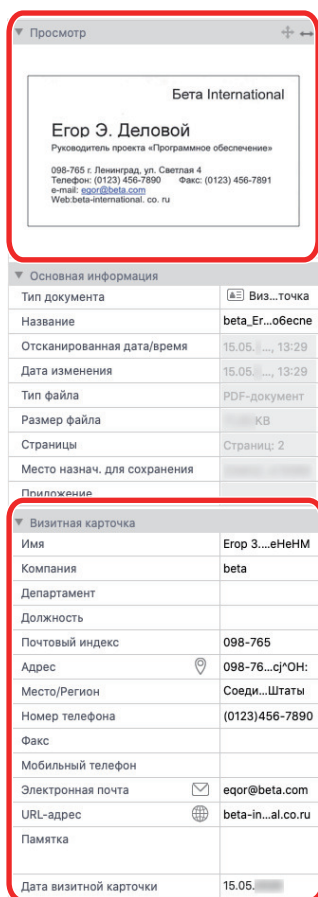 Просмотр
Бета International
Егор Э. Деловой
Руководитель проекта «Программное обеспечение»
098-765 г. Ленинград, ул. Светлая 4
Телефон: (0123) 456-7890 Факс: (0123) 456-7891
e-mail: egor@beta.com
Web:beta-international. co. ru
Основная информация
Тип документа Виз...точка
Название beta_Er...o6ecne
Отсканированная дата/время 15.05. ..., 13:29
Дата изменения 15.05. ..., 13:29
Тип файла PDF-документ
Размер файла KB
Страницы Страниц: 2
Место назнач. для сохранения
Приложение
Визитная карточка
Имя Erop 3....eHeHM
Компания beta
Департамент
Должность
Почтовый индекс 098-765
Адрес 098-76...cj^OH:
Место/Регион Соеди...Штаты
Номер телефона (0123)456-7890
Факс
Мобильный телефон
Электронная почта eqor@beta.com
URL-адрес beta-in...al.co.ru
Памятка
Дата визитной карточки 15.05.